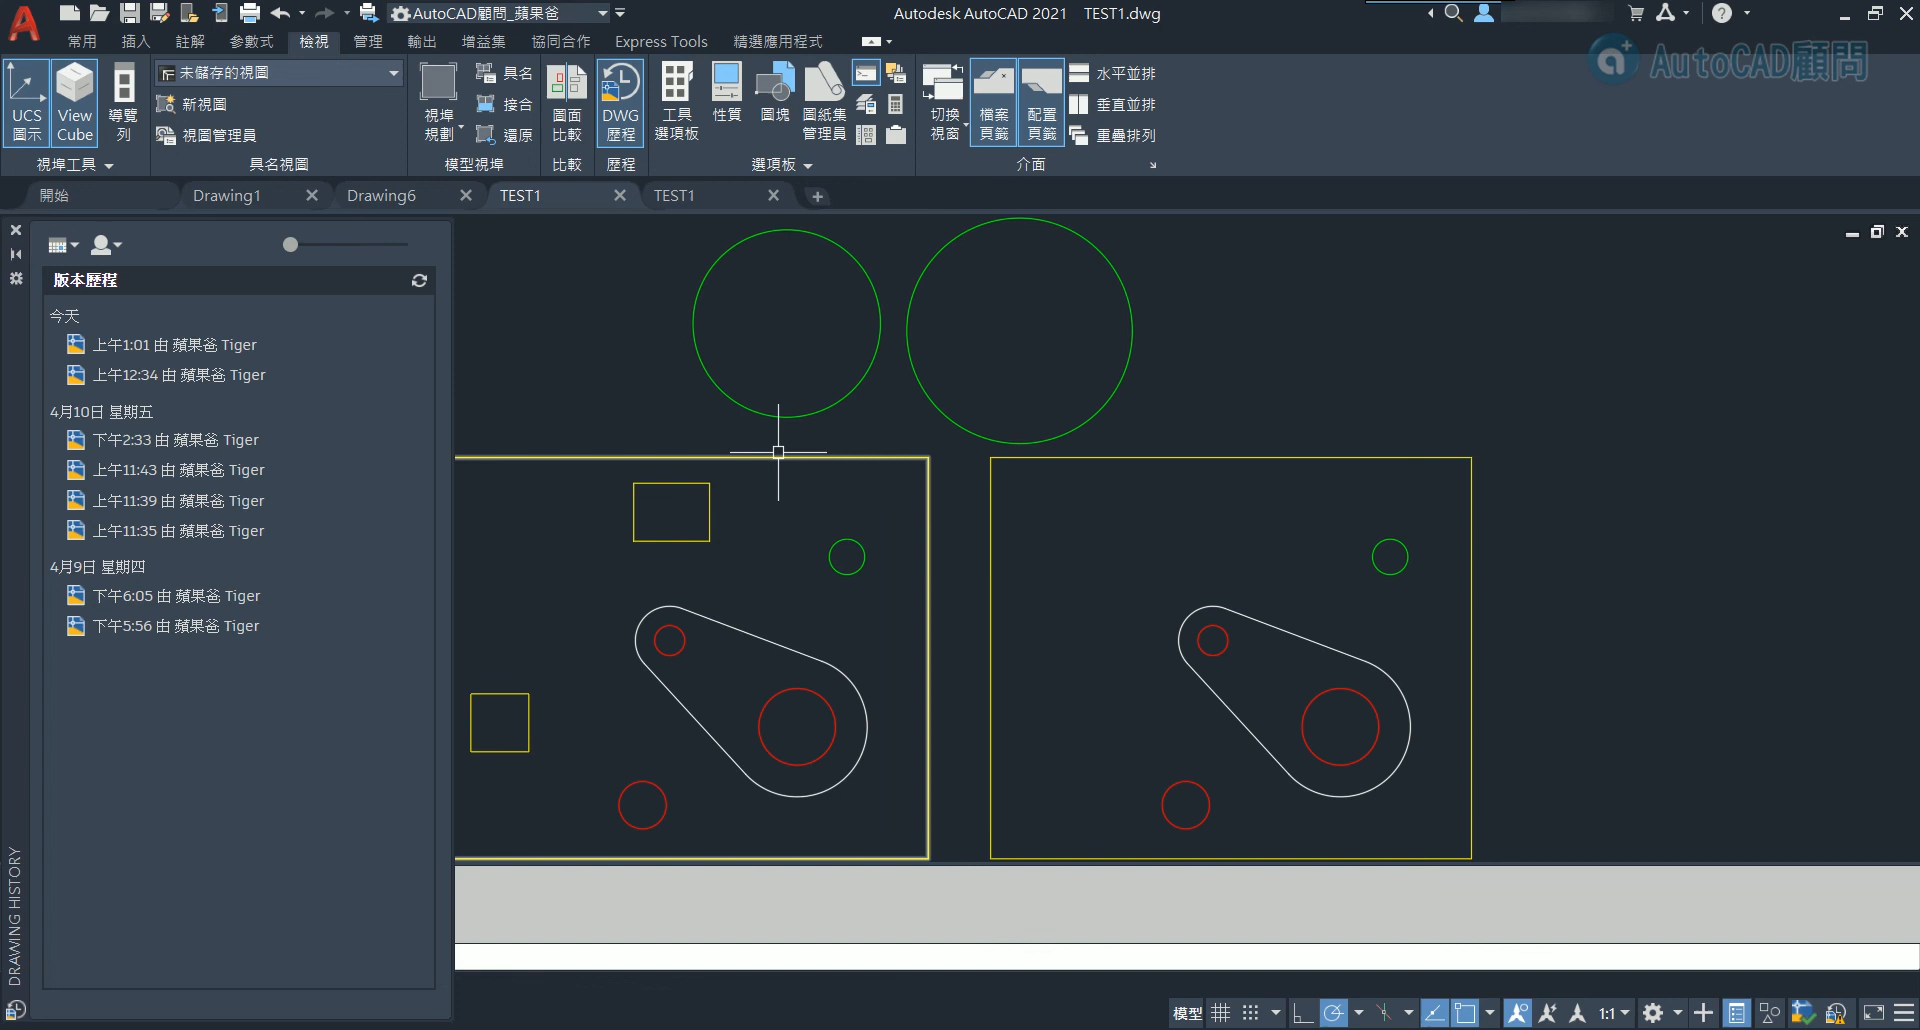 AutoCAD顧問_蘋果爸
Autodesk AutoCAD 2021 TEST1.dwg
常用 插入 註解 參數式 檢視 管理 輸出 增益集 協同合作 Express Tools 精選應用程式
AutoCAD顧問
UCS
圖示
View
Cube
導覽
列
視埠工具
未儲存的視圖
新視圖
視圖管理員
具名視圖
視埠
規劃
具名
接合
還原
模型視埠
圖面
比較
比較
DWG
歷程
歷程
工具
選項板
性質
圖塊
圖紙集
管理員
選項板
切換
視窗
檔案
頁籤
配置
頁籤
水平並排
垂直並排
重疊排列
介面
開始 Drawing1 Drawing6 TEST1 TEST1
版本歷程
今天
上午1:01 由 蘋果爸 Tiger
上午12:34 由 蘋果爸 Tiger
4月10日 星期五
下午2:33 由 蘋果爸 Tiger
上午11:43 由 蘋果爸 Tiger
上午11:39 由 蘋果爸 Tiger
上午11:35 由 蘋果爸 Tiger
4月9日 星期四
下午6:05 由 蘋果爸 Tiger
下午5:56 由 蘋果爸 Tiger
DRAWING HISTORY
模型 1:1